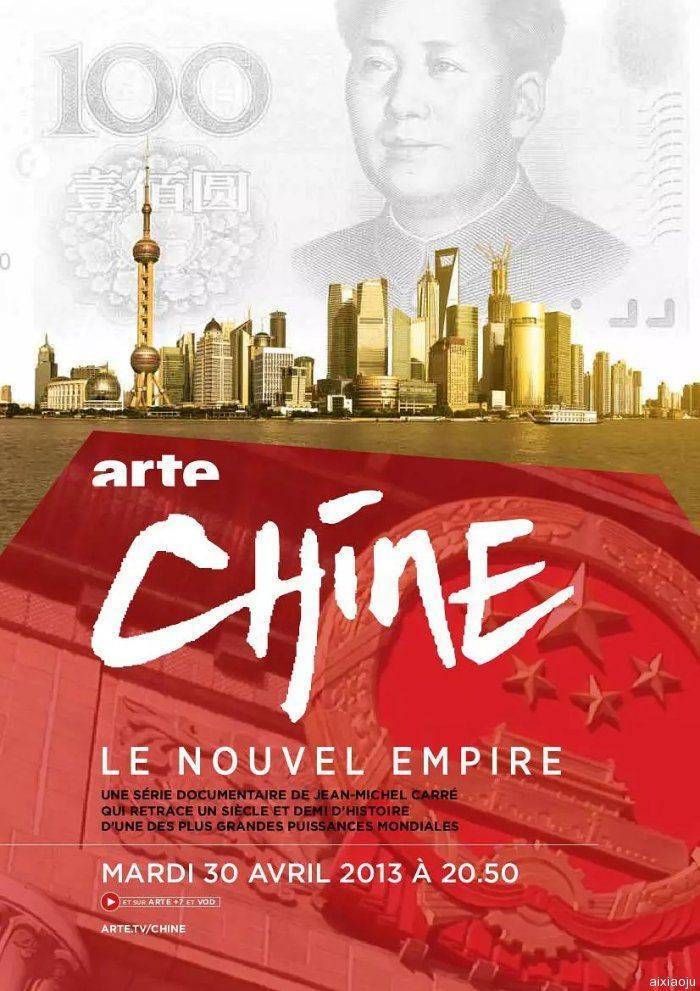 100
壹佰圆
arte
CHINE
LE NOUVEL EMPIRE
UNE SÉRIE DOCUMENTAIRE DE JEAN-MICHEL CARRÉ
QUI RETRACE UN SIÈCLE ET DEMI D'HISTOIRE
D'UNE DES PLUS GRANDES PUISSANCES MONDIALES
MARDI 30 AVRIL 2013 À 20.50
ET SUR ARTE +7 ET VOD
ARTE.TV/CHINE
aixiaoju